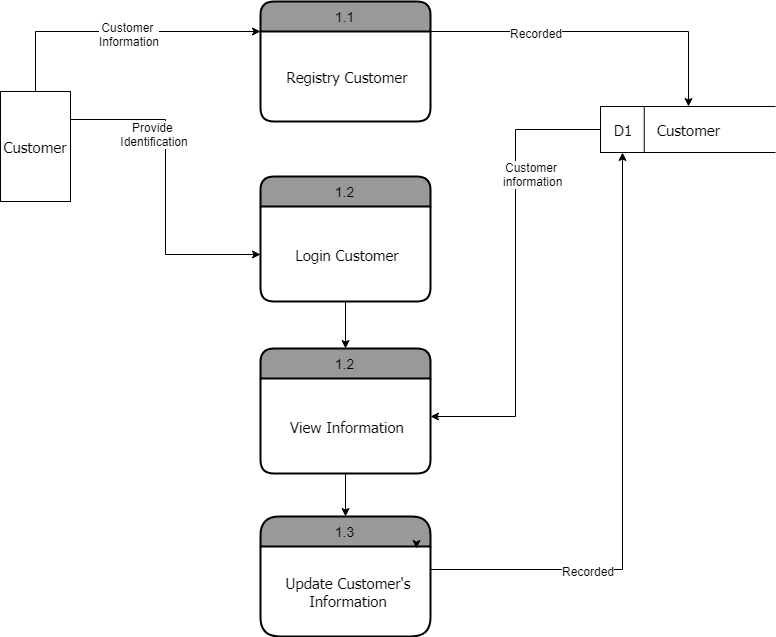 1.1
Customer
Information
Recorded
Registry Customer
Customer
Provide
Identification
D1
Customer
Customer
information
1.2
Login Customer
1.2
View Information
1.3
Update Customer's
Information
Recorded